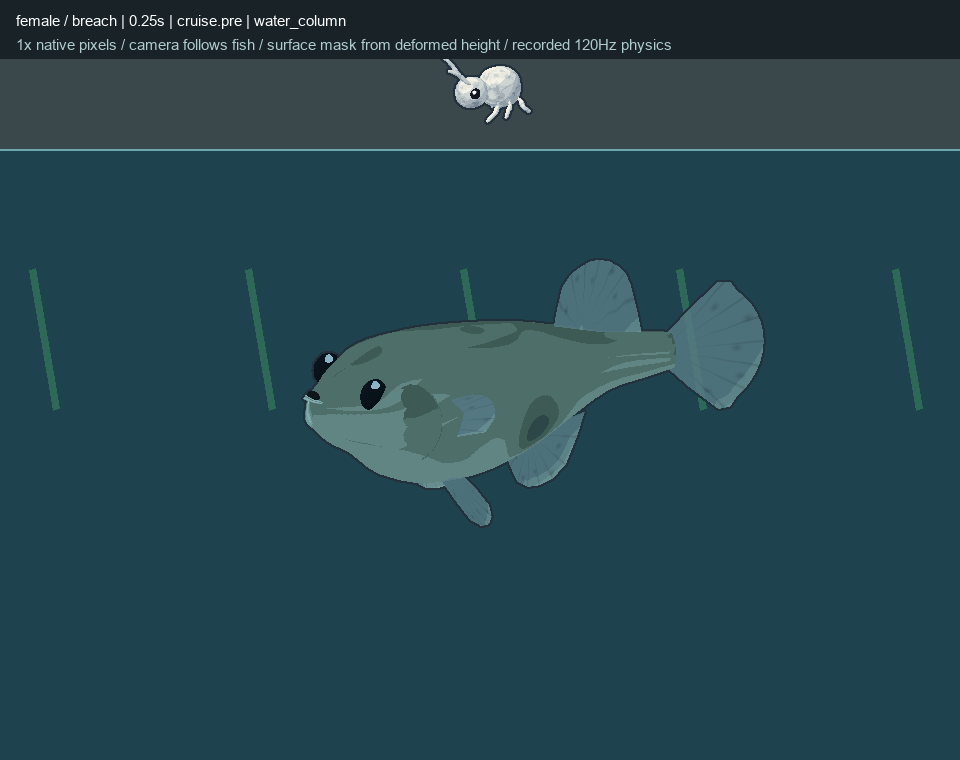 female / breach | 0.25s | cruise.pre | water_column
1x native pixels / camera follows fish / surface mask from deformed height / recorded 120Hz physics